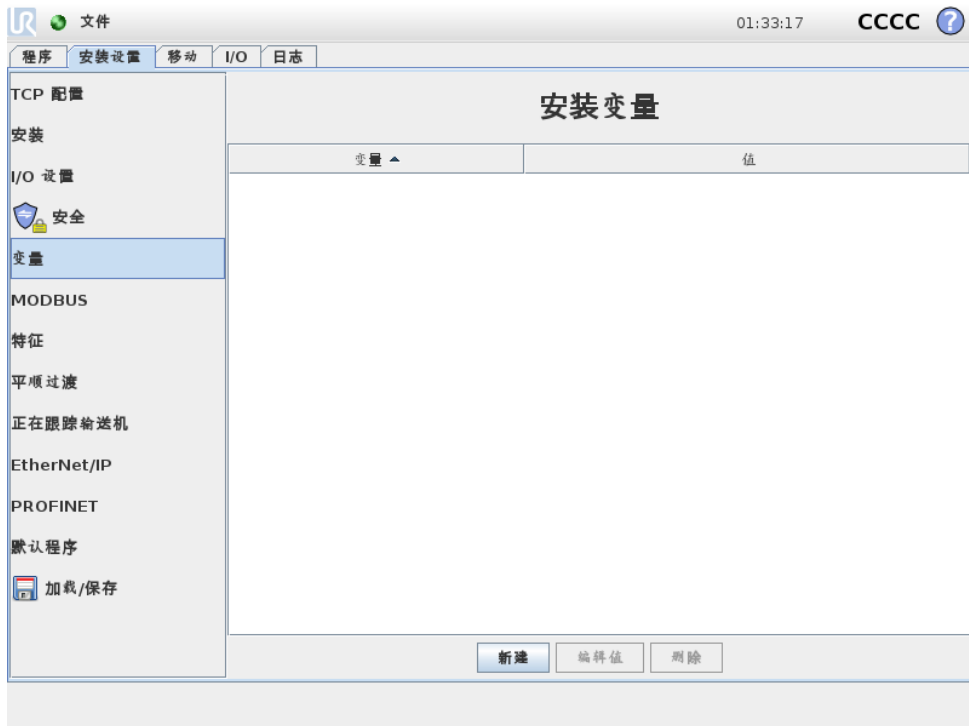 UR 文件 01:33:17 CCCC ?
程序 安装设置 移动 I/O 日志
TCP 配置
安装
I/O 设置
安全
变量
MODBUS
特征
平顺过渡
正在跟踪输送机
EtherNet/IP
PROFINET
默认程序
加载/保存
安装变量
变量 值
新建 编辑值 删除